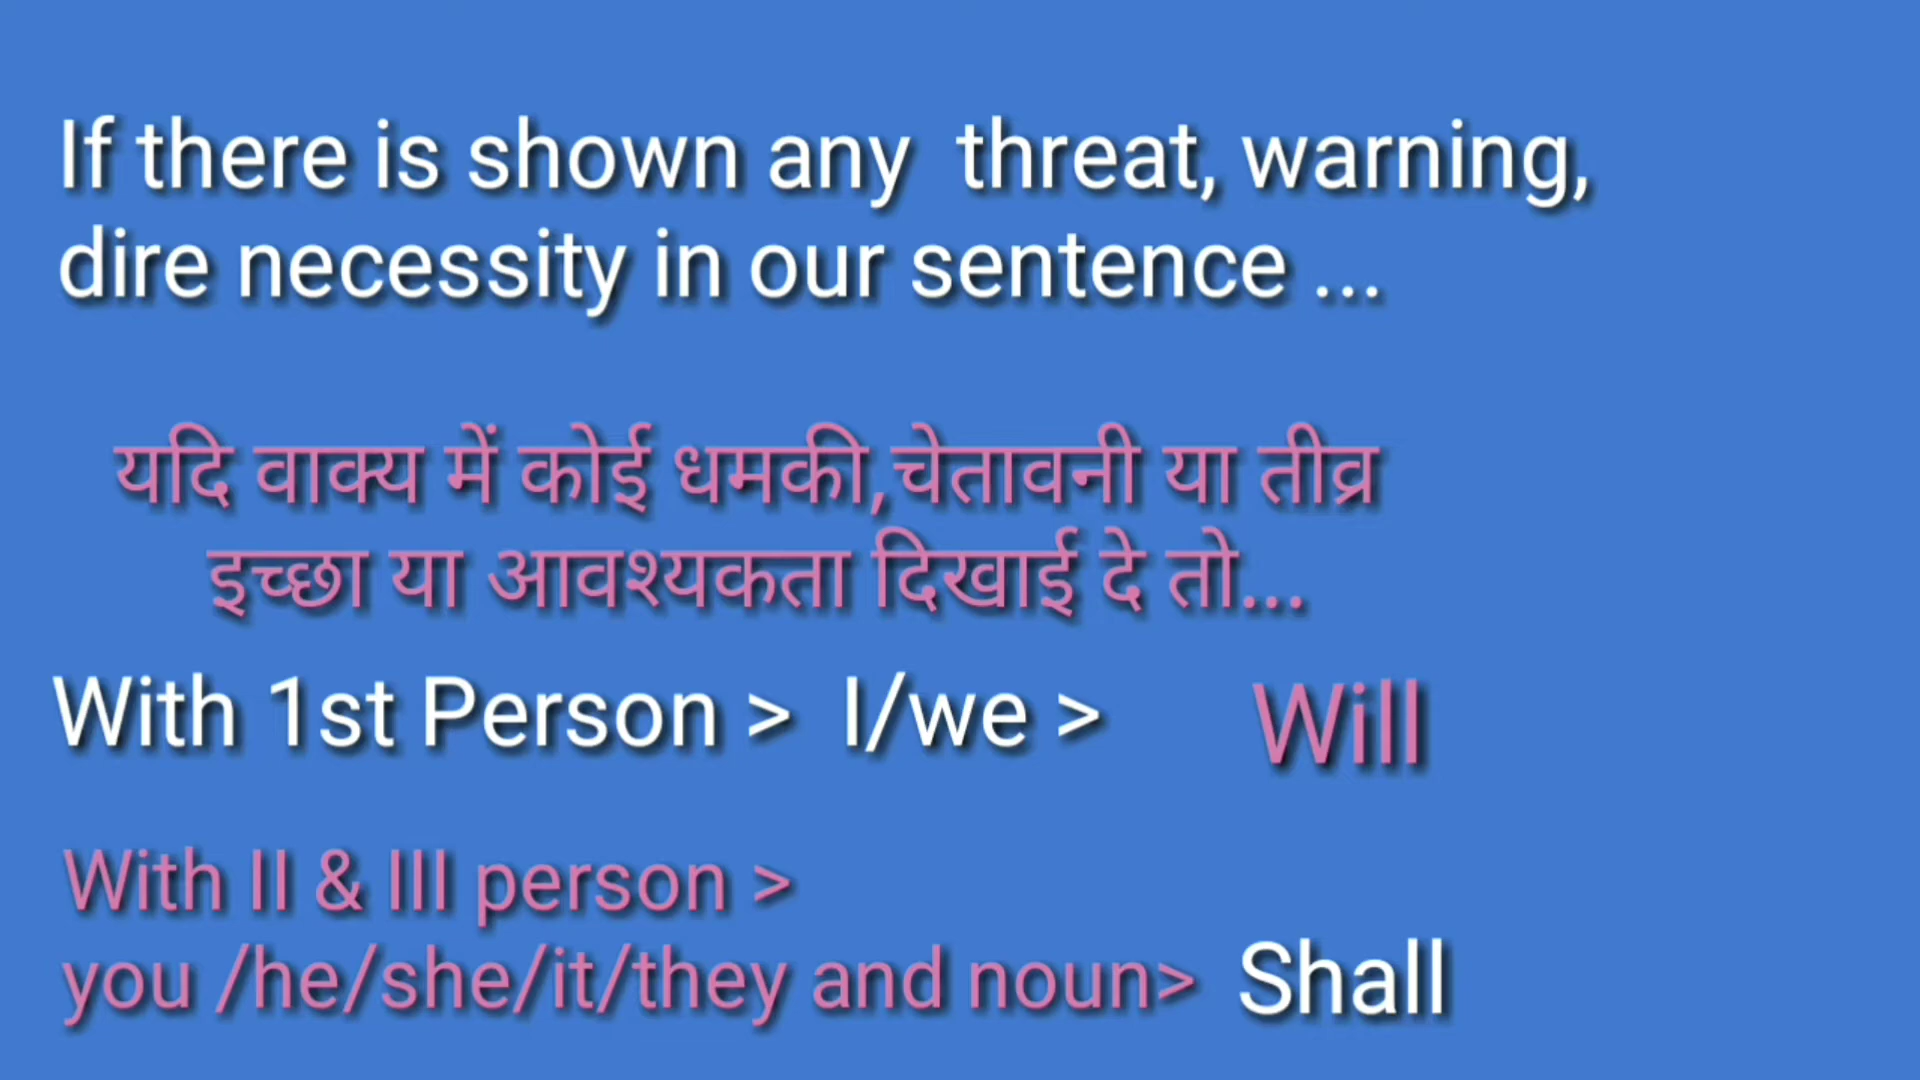 If there is shown any threat, warning,
dire necessity in our sentence ...
यदि वाक्य में कोई धमकी,चेतावनी या तीव्र
इच्छा या आवश्यकता दिखाई दे तो...
With 1st Person > I/we > Will
With II & III person >
you /he/she/it/they and noun> Shall